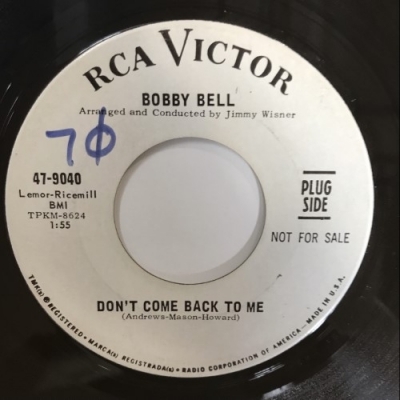 RCA VICTOR
BOBBY BELL
Arranged and Conducted by Jimmy Wisner
7φ
47-9040
Lemor-Ricemill
BMI
TPKM-8624
1:55
PLUG
SIDE
NOT FOR SALE
DON'T COME BACK TO ME
(Andrews-Mason-Howard)
TMK(s) ® REGISTERED • MARCA(s) REGISTRADA(s) • RADIO CORPORATION OF AMERICA — MADE IN U.S.A.